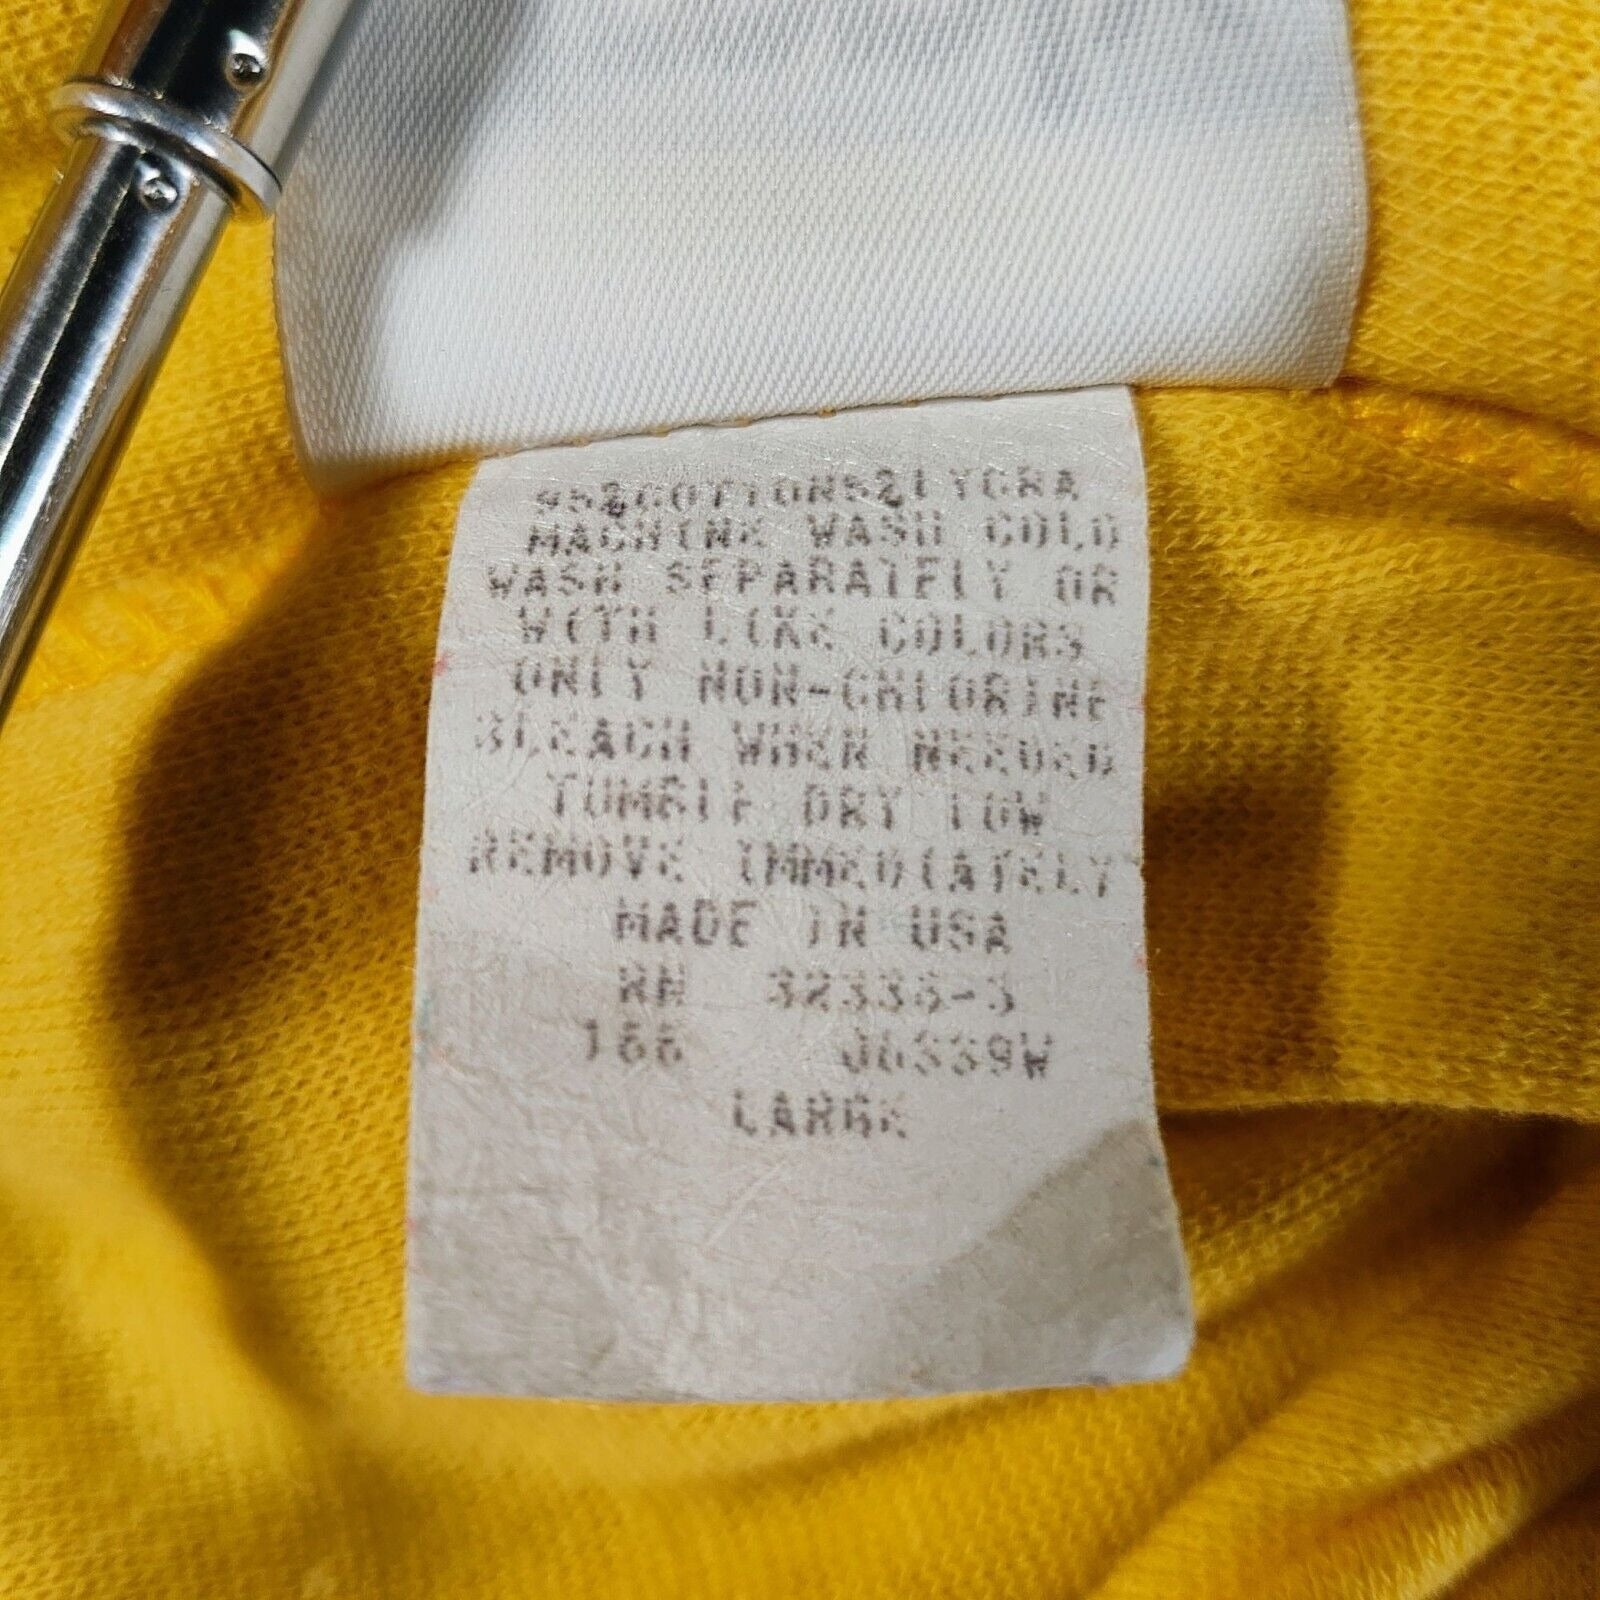 95%COTTON5%LYCRA
MACHINE WASH COLD
WASH SEPARATELY OR
WITH LIKE COLORS
ONLY NON-CHLORINE
BLEACH WHEN NEEDED
TUMBLE DRY LOW
REMOVE IMMEDIATELY
MADE IN USA
RN
LARGE